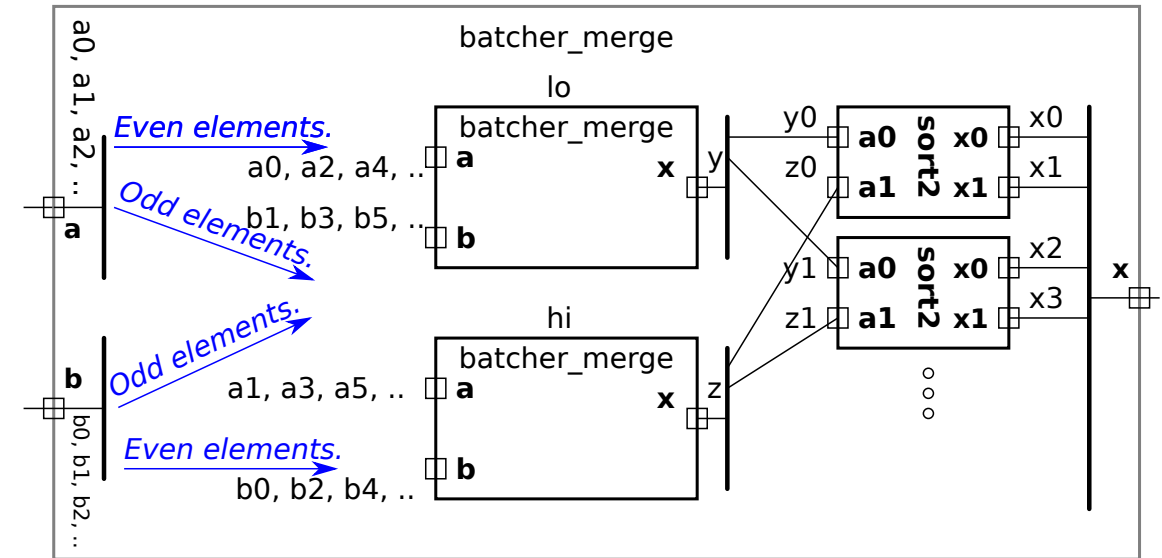 batcher_merge
a0, a1, a2, ..
a
Even elements.
Odd elements.
b
b0, b1, b2, ..
Odd elements.
Even elements.
lo
batcher_merge
a0, a2, a4, ..
a
b1, b3, b5, ..
b
x
y
hi
batcher_merge
a1, a3, a5, ..
a
b0, b2, b4, ..
b
x
z
y0
z0
a0
a1
sort2
x0
x1
x0
x1
y1
z1
a0
a1
sort2
x0
x1
x2
x3
x